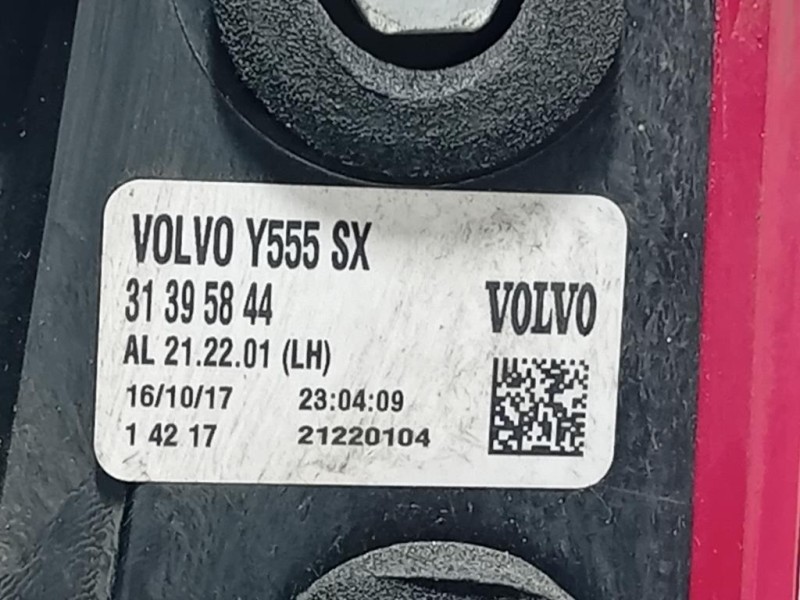 VOLVO Y555 SX
31 39 58 44
VOLVO
AL 21.22.01 (LH)
16/10/17 23:04:09
1 42 17 21220104